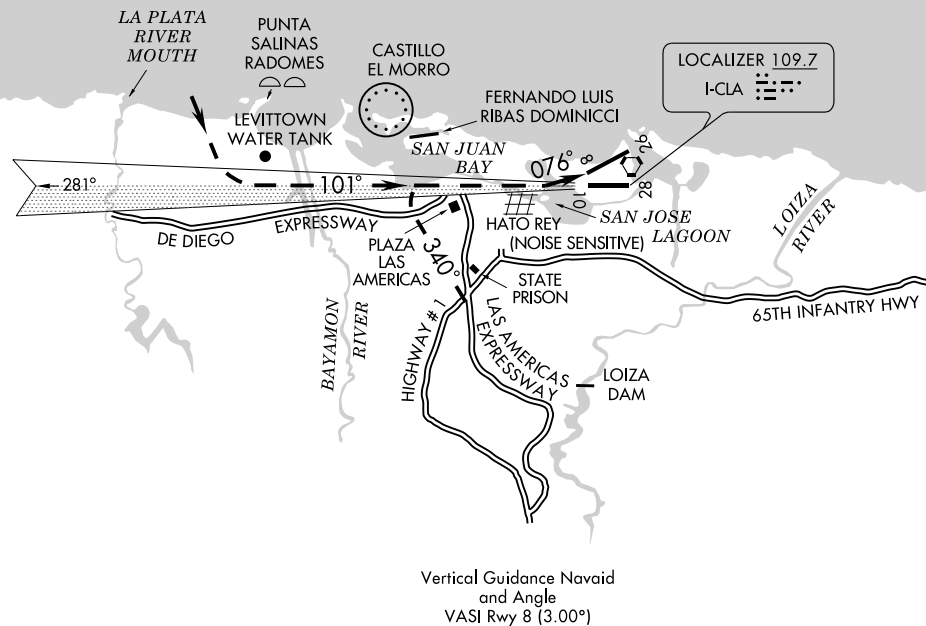 LA PLATA
RIVER
MOUTH
PUNTA
SALINAS
RADOMES
CASTILLO
EL MORRO
LOCALIZER 109.7
I-CLA
FERNANDO LUIS
RIBAS DOMINICCI
LEVITTOWN
WATER TANK
SAN JUAN
BAY
076°
8
26
281°
101°
10
28
SAN JOSE
LAGOON
LOIZA
RIVER
DE DIEGO
EXPRESSWAY
PLAZA
LAS
AMERICAS
HATO REY
(NOISE SENSITIVE)
340°
STATE
PRISON
65TH INFANTRY HWY
BAYAMON
RIVER
HIGHWAY # 1
LAS AMERICAS
EXPRESSWAY
LOIZA
DAM
Vertical Guidance Navaid
and Angle
VASI Rwy 8 (3.00°)